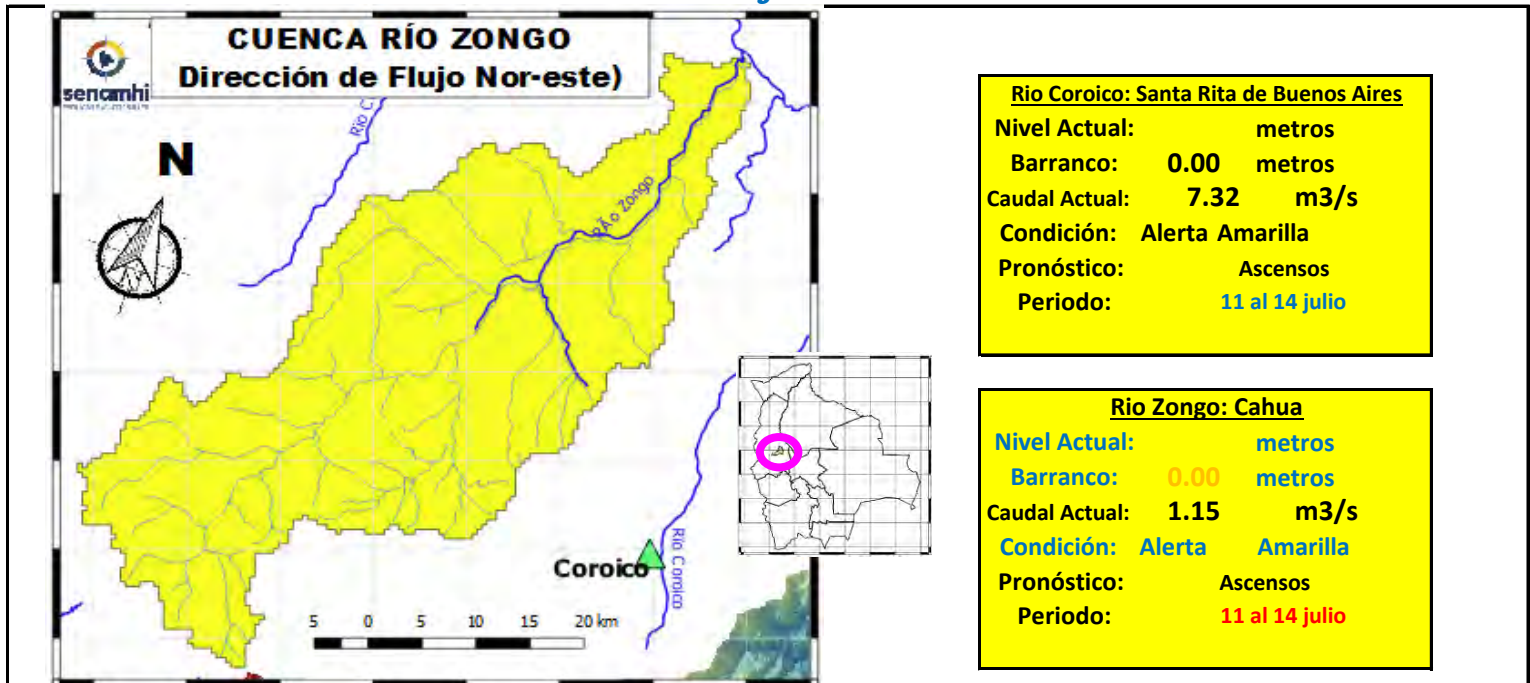 CUENCA RÍO ZONGO
Dirección de Flujo Nor-este)
senamhi
N
Rio C
RÃ­o Zongo
Coroico
Rio Coroico
5 0 5 10 15 20 km
Rio Coroico: Santa Rita de Buenos Aires
Nivel Actual: metros
Barranco: 0.00 metros
Caudal Actual: 7.32 m3/s
Condición: Alerta Amarilla
Pronóstico: Ascensos
Periodo: 11 al 14 julio
Rio Zongo: Cahua
Nivel Actual: metros
Barranco: 0.00 metros
Caudal Actual: 1.15 m3/s
Condición: Alerta Amarilla
Pronóstico: Ascensos
Periodo: 11 al 14 julio